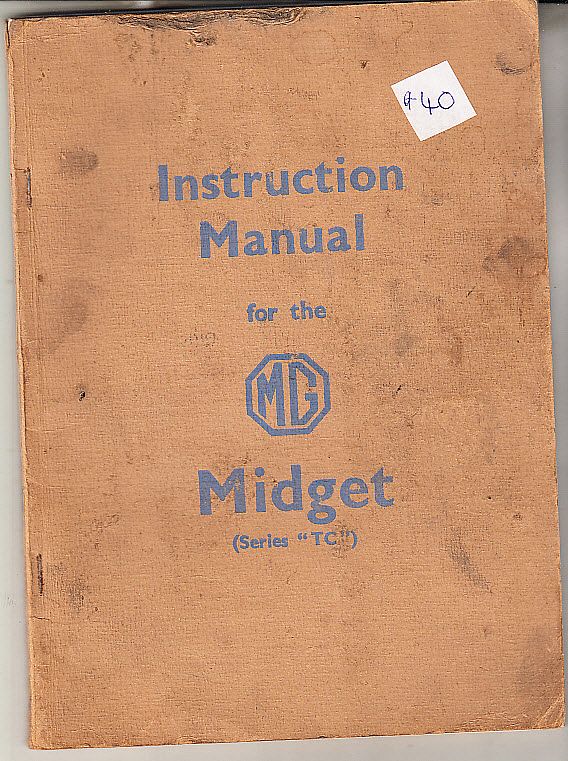 40
Instruction
Manual
for the
MG
Midget
(Series "TC")